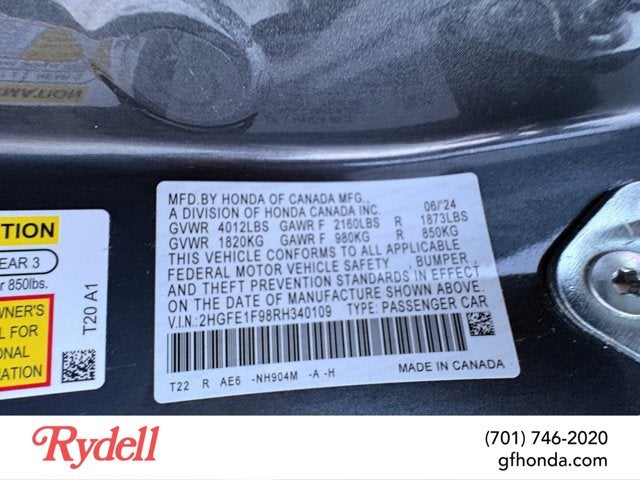 MFD.BY HONDA OF CANADA MFG.
A DIVISION OF HONDA CANADA INC. 06/24
GVWR 4012LBS GAWR F 2160LBS R 1873LBS
GVWR 1820KG GAWR F 980KG R 850KG
THIS VEHICLE CONFORMS TO ALL APPLICABLE
FEDERAL MOTOR VEHICLE SAFETY, BUMPER,
AND THEFT PREVENTION STANDARDS IN EFFECT
ON THE DATE OF MANUFACTURE SHOWN ABOVE.
V.I.N.: 2HGFE1F98RH340109 TYPE: PASSENGER CAR
T22 R AE6 -NH904M -A -H MADE IN CANADA
TION
EAR 3
850lbs.
WNER'S
L FOR
ONAL
MATION
T20 A1
Rydell
(701) 746-2020
gfhonda.com